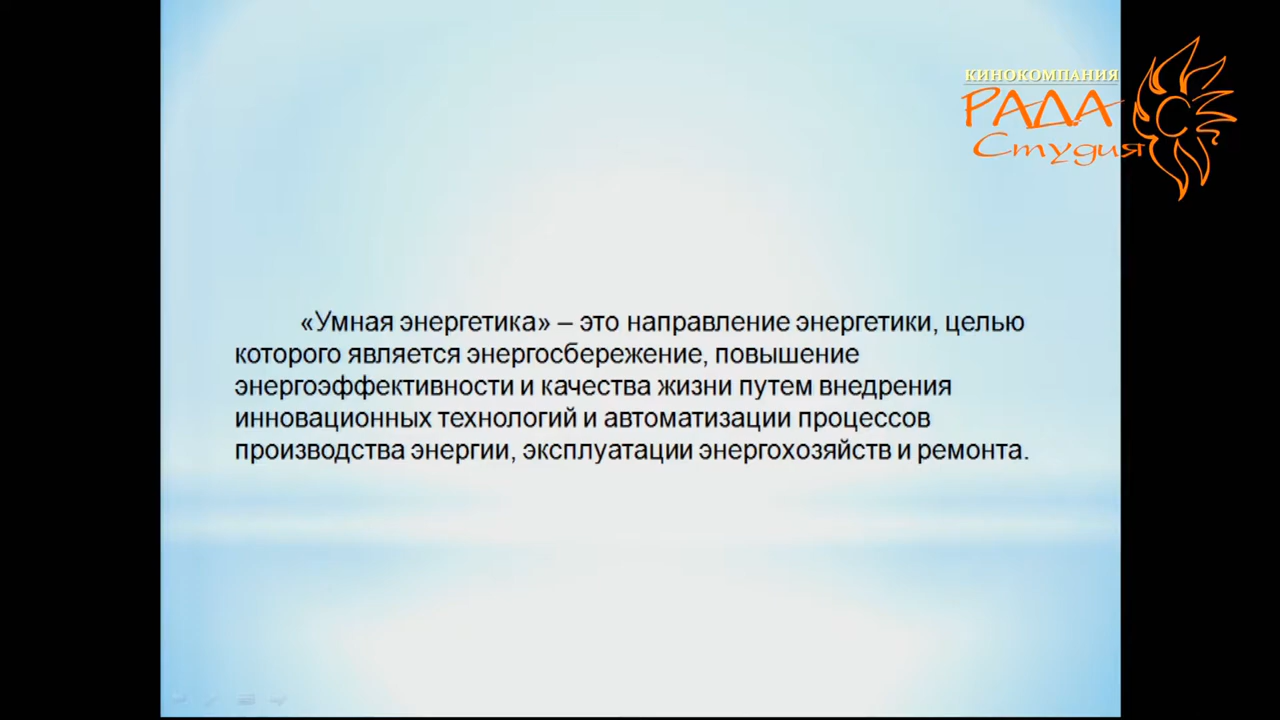 КИНОКОМПАНИЯ
РАДА
Студия
«Умная энергетика» – это направление энергетики, целью
которого является энергосбережение, повышение
энергоэффективности и качества жизни путем внедрения
инновационных технологий и автоматизации процессов
производства энергии, эксплуатации энергохозяйств и ремонта.